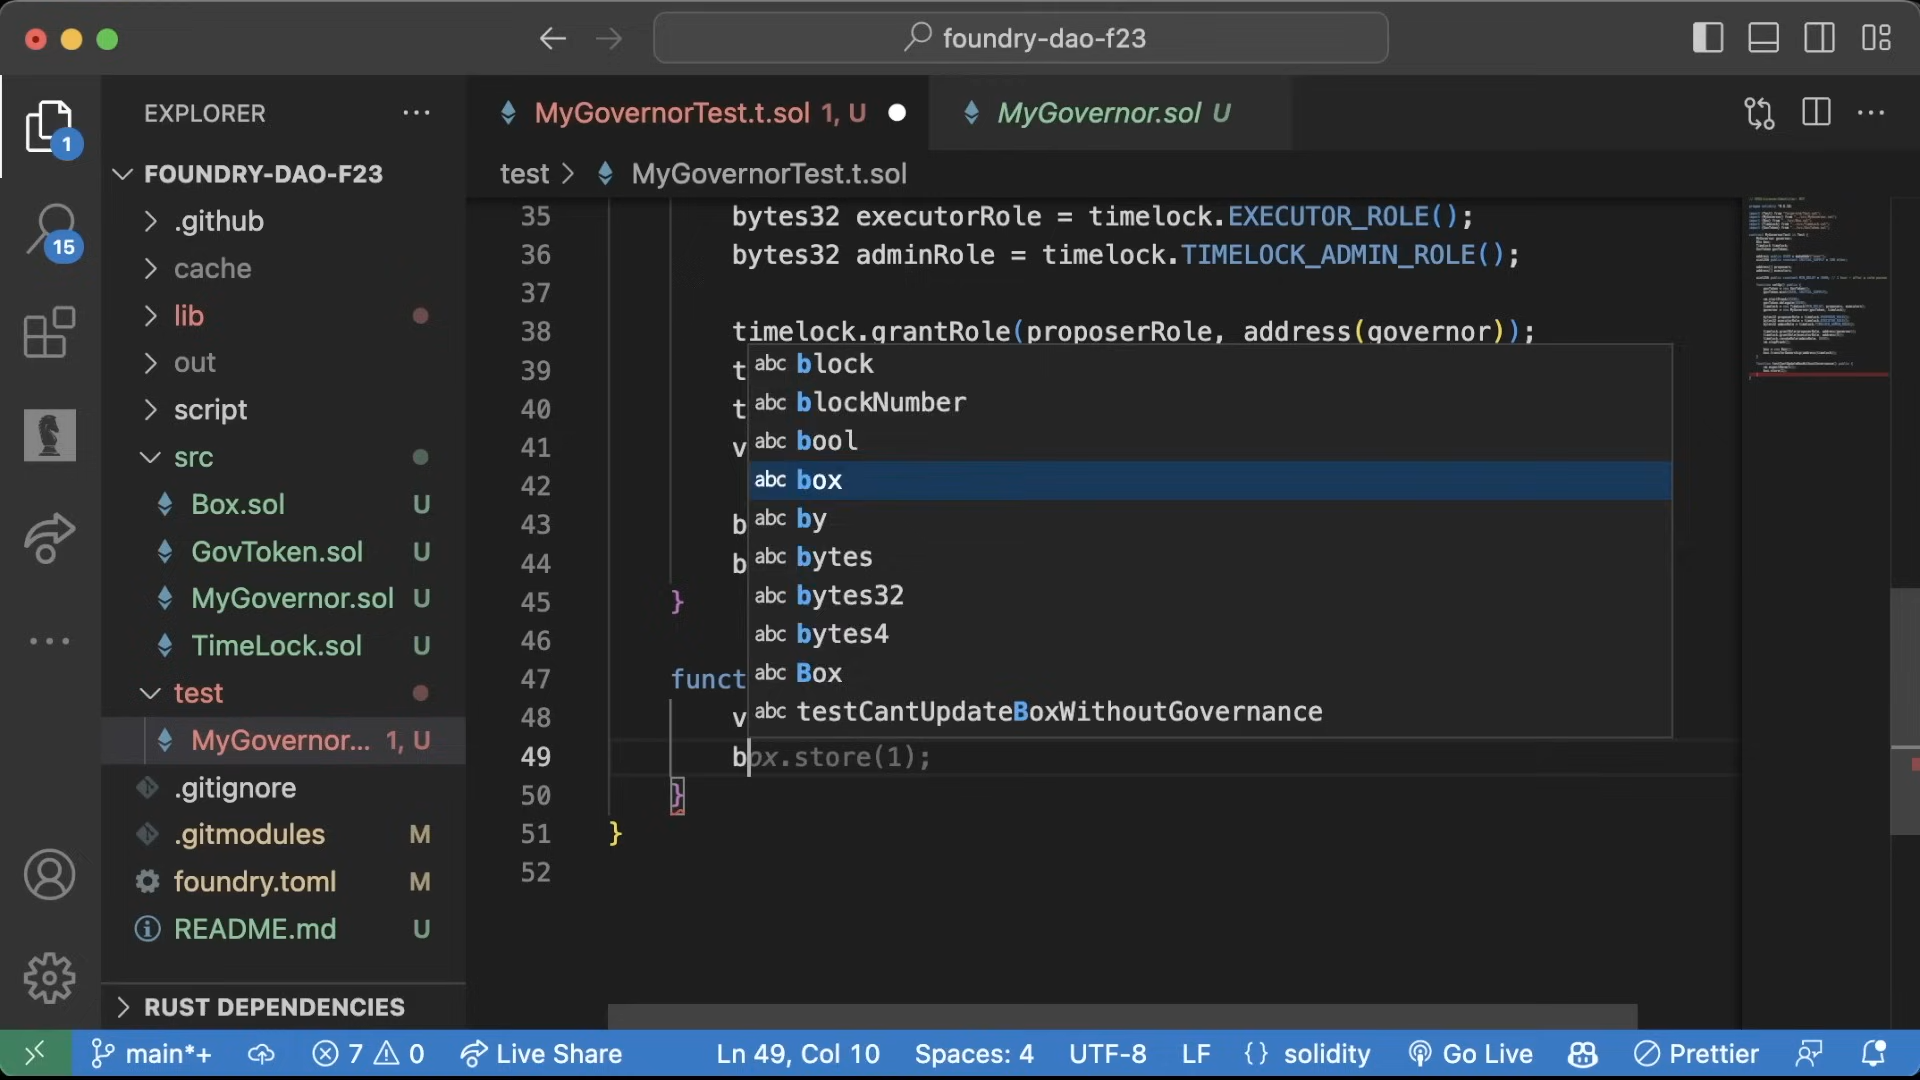 foundry-dao-f23
EXPLORER
MyGovernorTest.t.sol 1, U
MyGovernor.sol U
test > MyGovernorTest.t.sol
1
15
FOUNDRY-DAO-F23
.github
cache
lib
out
script
src
Box.sol U
GovToken.sol U
MyGovernor.sol U
TimeLock.sol U
test
MyGovernor... 1, U
.gitignore
.gitmodules M
foundry.toml M
README.md U
RUST DEPENDENCIES
35 bytes32 executorRole = timelock.EXECUTOR_ROLE();
36 bytes32 adminRole = timelock.TIMELOCK_ADMIN_ROLE();
37
38 timelock.grantRole(proposerRole, address(governor));
39 t
40 t
41 v
42
43 b
44 b
45 }
46
47 funct
48 v
49 box.store(1);
50 }
51 }
52
abc block
abc blockNumber
abc bool
abc box
abc by
abc bytes
abc bytes32
abc bytes4
abc Box
abc testCantUpdateBoxWithoutGovernance
main*+ 7 0 Live Share Ln 49, Col 10 Spaces: 4 UTF-8 LF {} solidity Go Live Prettier